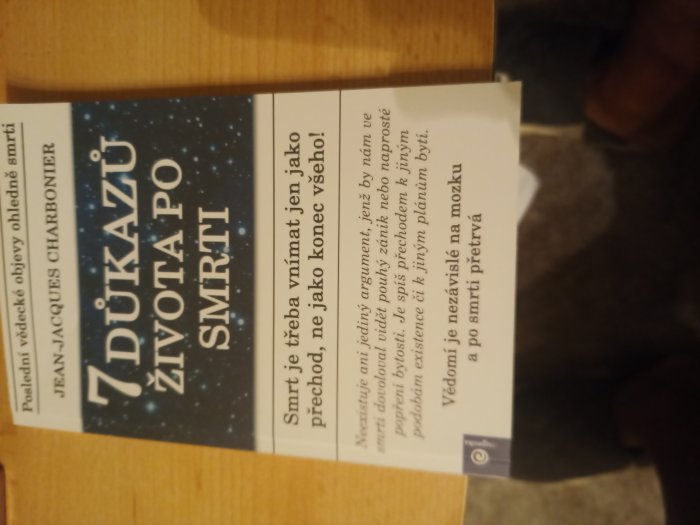 Poslední vědecké objevy ohledně smrti
JEAN-JACQUES CHARBONIER
7 DŮKAZŮ
ŽIVOTA PO
SMRTI
Smrt je třeba vnímat jen jako
přechod, ne jako konec všeho!
Neexistuje ani jediný argument, jenž by nám ve
smrti dovoloval vidět pouhý zánik nebo naprosté
popření bytosti. Je spíš přechodem k jiným
podobám existence či k jiným plánům bytí.
Vědomí je nezávislé na mozku
a po smrti přetrvá